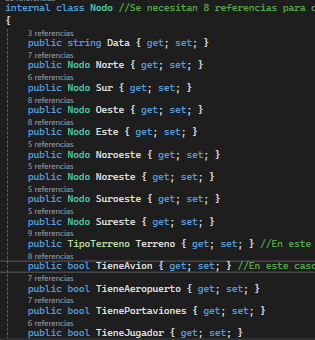 internal class Nodo //Se necesitan 8 referencias para
{
3 referencias
public string Data { get; set; }
7 referencias
public Nodo Norte { get; set; }
6 referencias
public Nodo Sur { get; set; }
8 referencias
public Nodo Oeste { get; set; }
8 referencias
public Nodo Este { get; set; }
5 referencias
public Nodo Noroeste { get; set; }
5 referencias
public Nodo Noreste { get; set; }
5 referencias
public Nodo Suroeste { get; set; }
5 referencias
public Nodo Sureste { get; set; }
9 referencias
public TipoTerreno Terreno { get; set; } //En este
8 referencias
public bool TieneAvion { get; set; } //En este caso
7 referencias
public bool TieneAeropuerto { get; set; }
7 referencias
public bool TienePortaviones { get; set; }
6 referencias
public bool TieneJugador { get; set; }